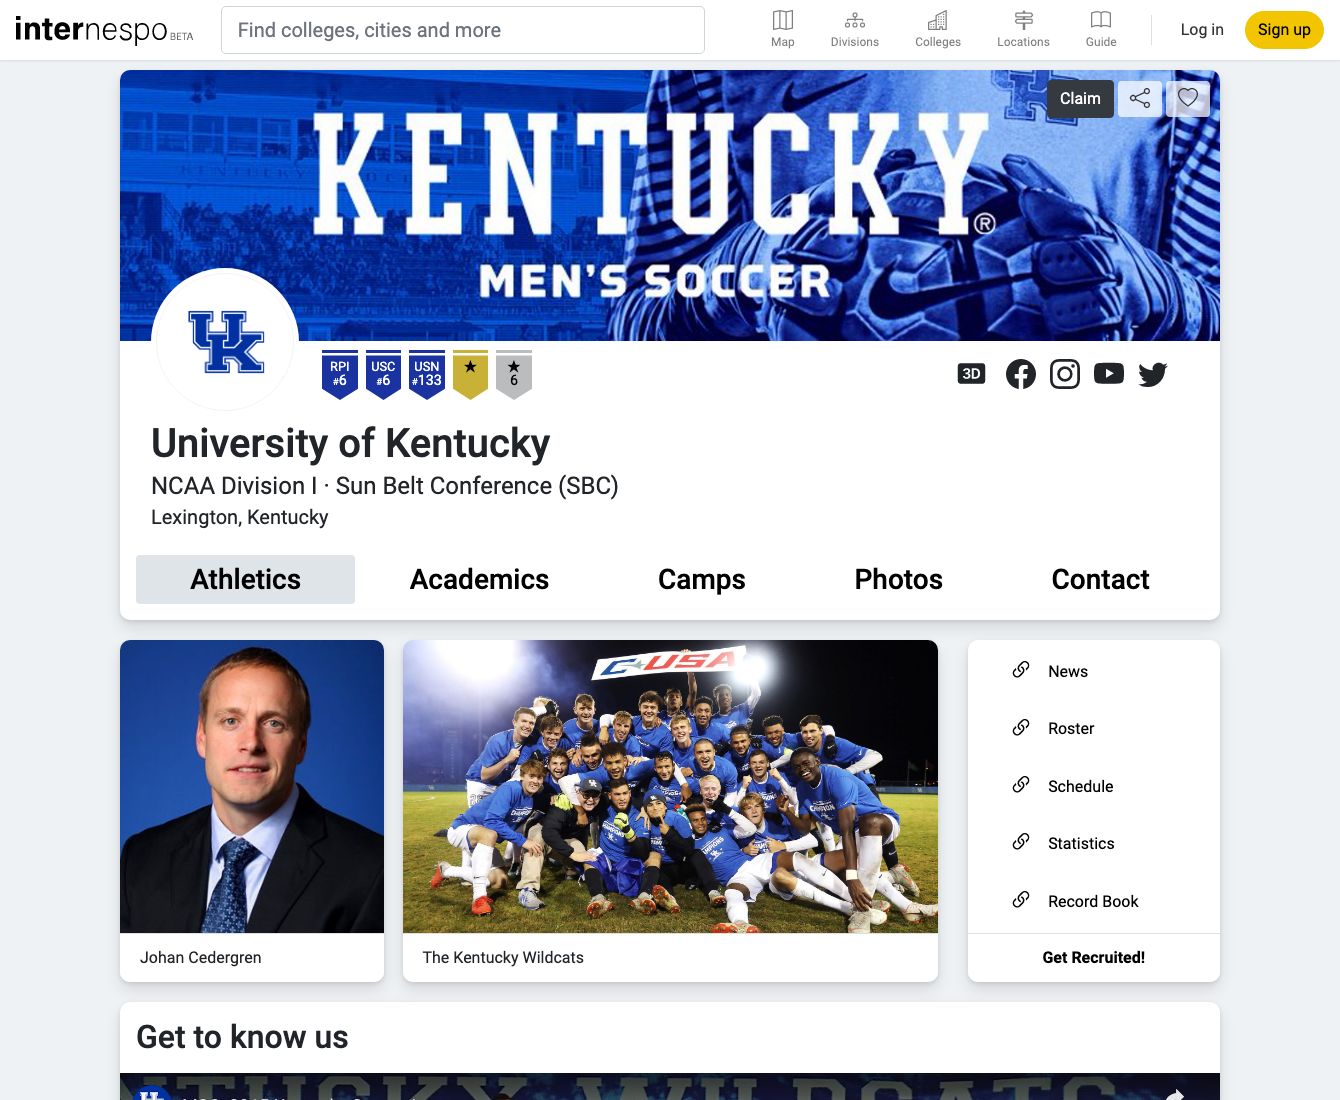 internespo BETA
Find colleges, cities and more
Map
Divisions
Colleges
Locations
Guide
Log in
Sign up
KENTUCKY®
MEN'S SOCCER
Claim
UK
RPI
#6
USC
#6
USN
#133
★
★
6
3D
University of Kentucky
NCAA Division I · Sun Belt Conference (SBC)
Lexington, Kentucky
Athletics
Academics
Camps
Photos
Contact
C-USA
Johan Cedergren
The Kentucky Wildcats
News
Roster
Schedule
Statistics
Record Book
Get Recruited!
Get to know us